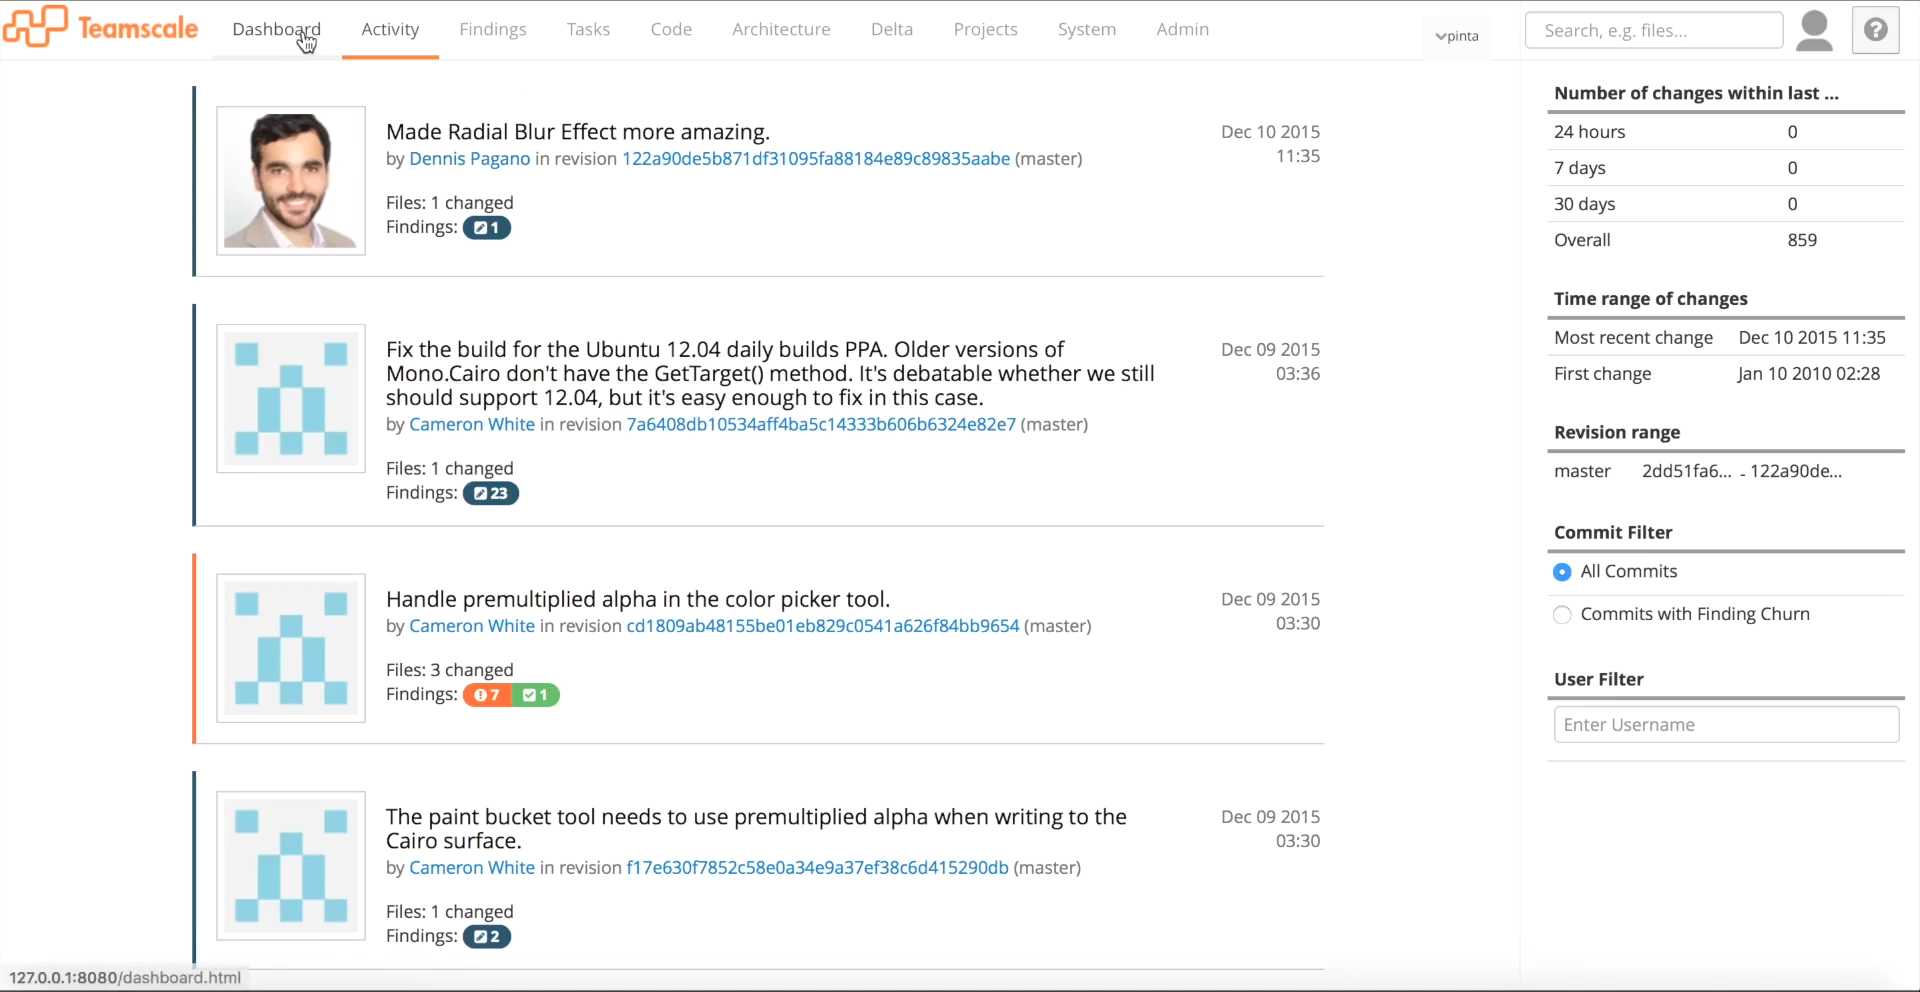 Teamscale Dashboard Activity Findings Tasks Code Architecture Delta Projects System Admin pinta Search, e.g. files... ?
Made Radial Blur Effect more amazing.
by Dennis Pagano in revision 122a90de5b871df31095fa88184e89c89835aabe (master)
Dec 10 2015
11:35
Files: 1 changed
Findings: 1
Fix the build for the Ubuntu 12.04 daily builds PPA. Older versions of
Mono.Cairo don't have the GetTarget() method. It's debatable whether we still
should support 12.04, but it's easy enough to fix in this case.
by Cameron White in revision 7a6408db10534aff4ba5c14333b606b6324e82e7 (master)
Dec 09 2015
03:36
Files: 1 changed
Findings: 23
Handle premultiplied alpha in the color picker tool.
by Cameron White in revision cd1809ab48155be01eb829c0541a626f84bb9654 (master)
Dec 09 2015
03:30
Files: 3 changed
Findings: 7 1
The paint bucket tool needs to use premultiplied alpha when writing to the
Cairo surface.
by Cameron White in revision f17e630f7852c58e0a34e9a37ef38c6d415290db (master)
Dec 09 2015
03:30
Files: 1 changed
Findings: 2
Number of changes within last ...
24 hours 0
7 days 0
30 days 0
Overall 859
Time range of changes
Most recent change Dec 10 2015 11:35
First change Jan 10 2010 02:28
Revision range
master 2dd51fa6... - 122a90de...
Commit Filter
All Commits
Commits with Finding Churn
User Filter
Enter Username
127.0.0.1:8080/dashboard.html